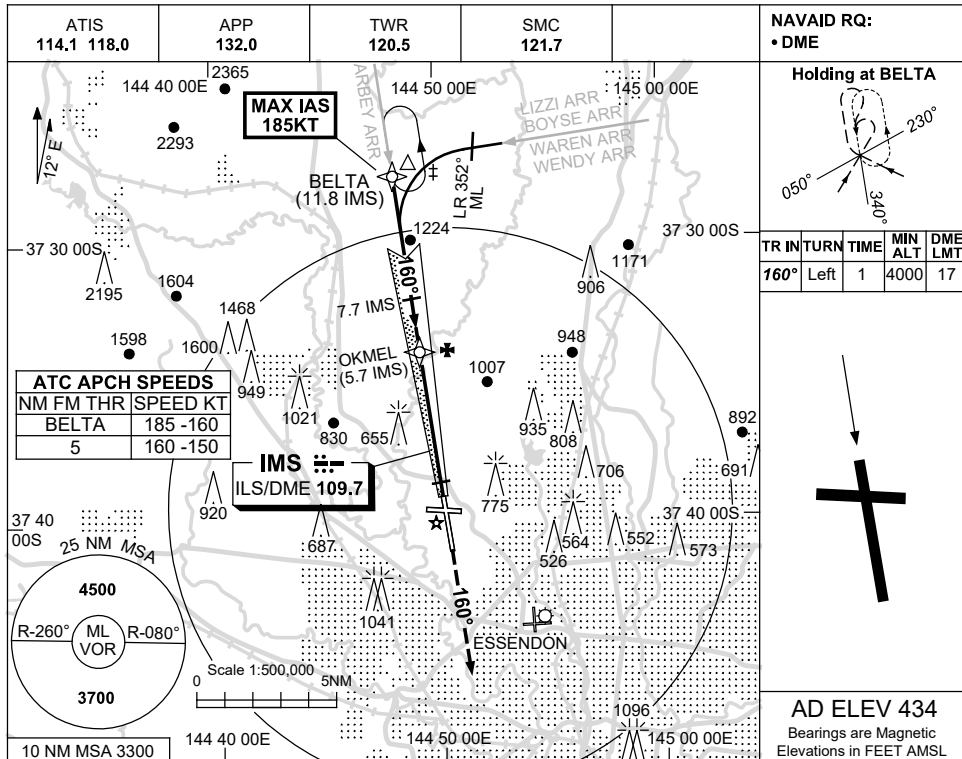 ATIS
114.1 118.0
APP
132.0
TWR
120.5
SMC
121.7
NAVAID RQ:
• DME
Holding at BELTA
230°
050°
340°
TR IN TURN TIME MIN ALT DME LMT
160° Left 1 4000 17
144 40 00E
2365
144 50 00E
145 00 00E
MAX IAS
185KT
ARBEY ARR
LIZZI ARR
BOYSE ARR
WAREN ARR
WENDY ARR
2293
12° E
BELTA
(11.8 IMS)
LR 352°
ML
37 30 00S
1224
37 30 00S
1171
2195
160°
906
1604
7.7 IMS
1468
1600
1598
OKMEL
(5.7 IMS)
948
949
1007
ATC APCH SPEEDS
NM FM THR SPEED KT
BELTA 185 -160
5 160 -150
1021
830
655
935
808
892
706
691
IMS
ILS/DME 109.7
775
920
37 40
00S
37 40 00S
687
526
564
552
573
25 NM MSA
4500
R-260°
ML
VOR
R-080°
3700
1041
160°
ESSENDON
Scale 1:500,000
0 5NM
1096
10 NM MSA 3300
144 40 00E
144 50 00E
145 00 00E
AD ELEV 434
Bearings are Magnetic
Elevations in FEET AMSL